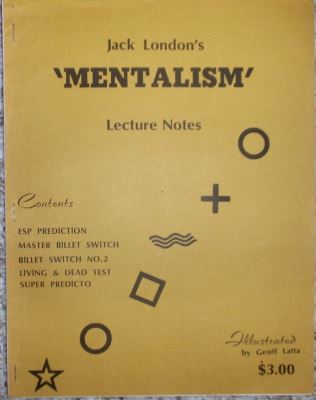 Jack London's
'MENTALISM'
Lecture Notes
Contents
ESP PREDICTION
MASTER BILLET SWITCH
BILLET SWITCH NO.2
LIVING & DEAD TEST
SUPER PREDICTO
Illustrated
by Geoff Latta
$3.00